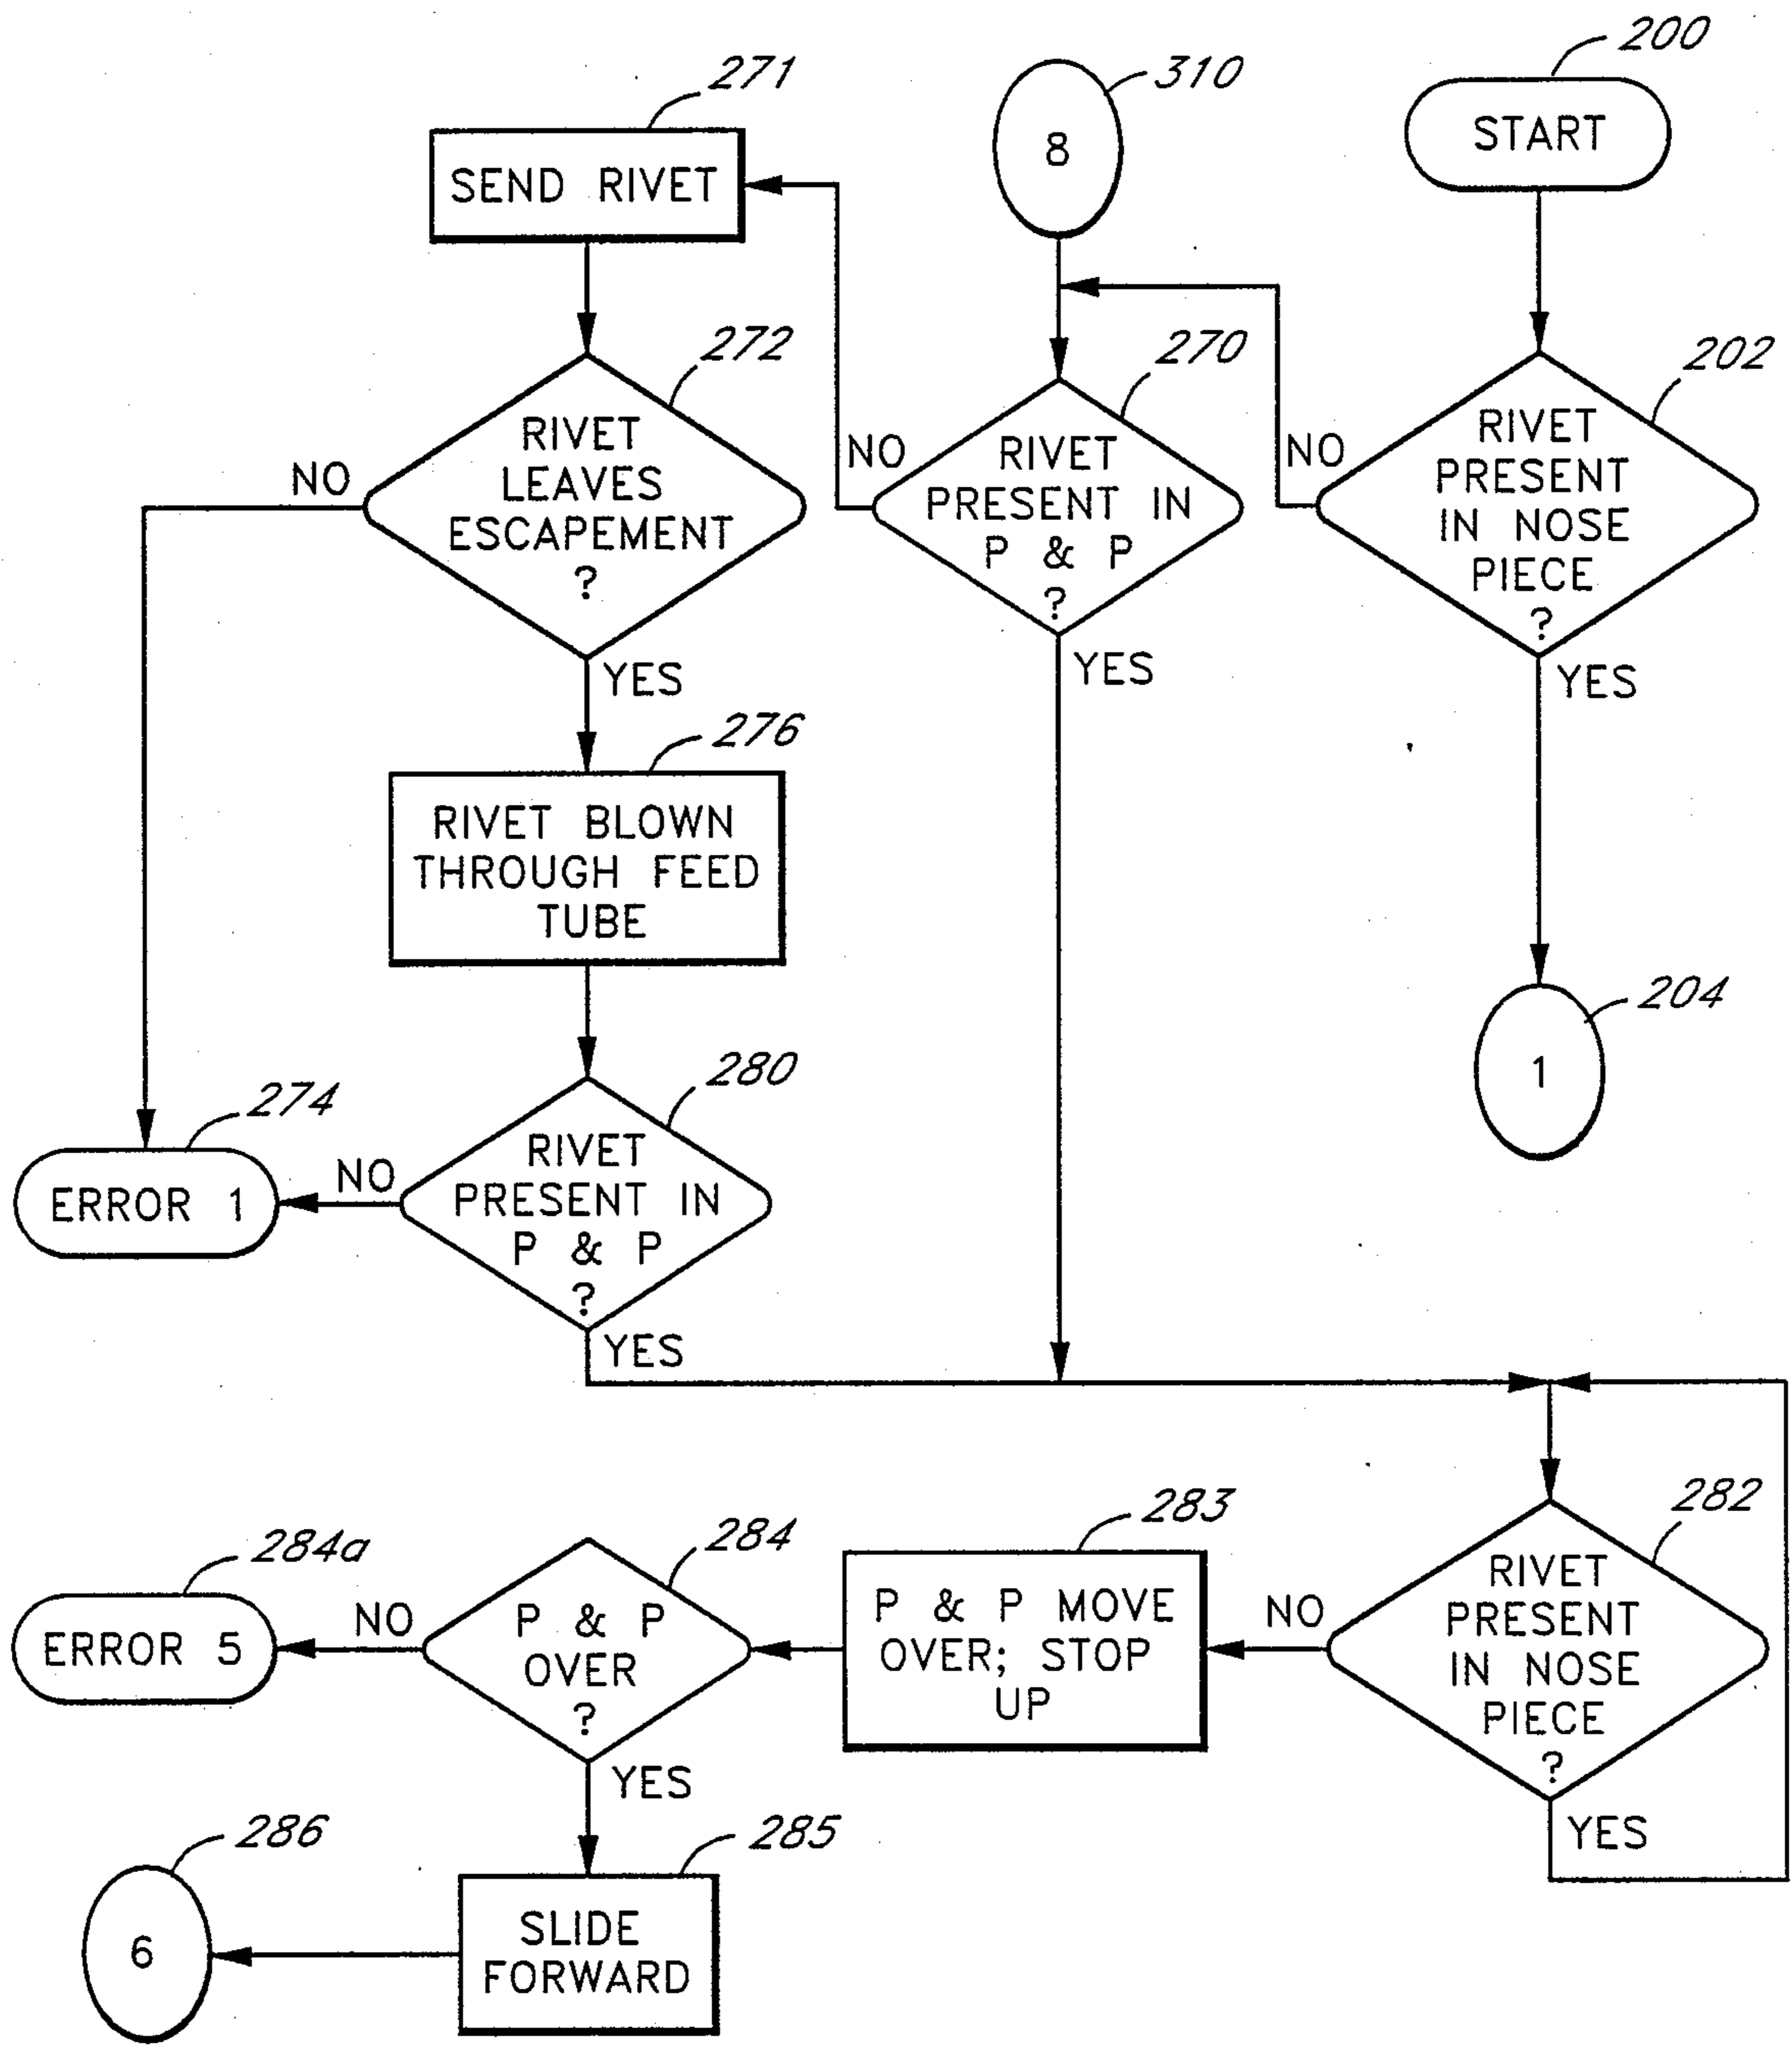 271
SEND RIVET
310
8
200
START
272
RIVET
LEAVES
ESCAPEMENT
?
NO
YES
270
RIVET
PRESENT IN
P & P
?
NO
YES
202
RIVET
PRESENT
IN NOSE
PIECE
?
NO
YES
276
RIVET BLOWN
THROUGH FEED
TUBE
204
1
274
ERROR 1
280
RIVET
PRESENT IN
P & P
?
NO
YES
284a
ERROR 5
284
P & P
OVER
?
NO
YES
283
P & P MOVE
OVER; STOP
UP
282
RIVET
PRESENT
IN NOSE
PIECE
?
NO
YES
286
6
285
SLIDE
FORWARD